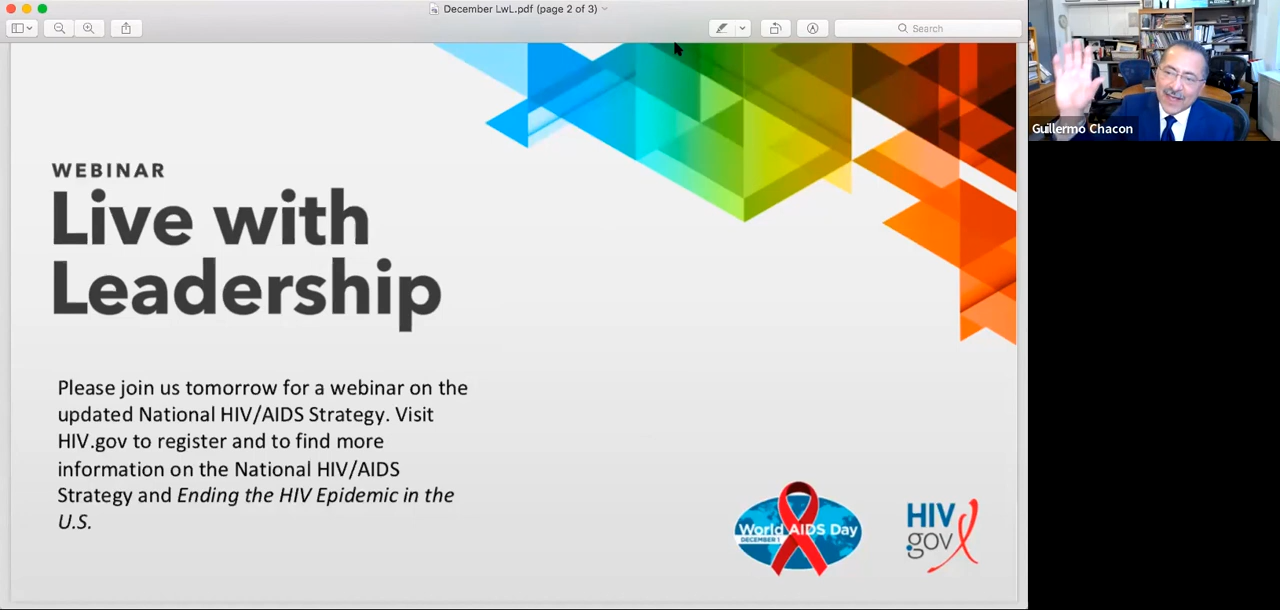 December LwL.pdf (page 2 of 3)
Search
Guillermo Chacon
WEBINAR
Live with
Leadership
Please join us tomorrow for a webinar on the
updated National HIV/AIDS Strategy. Visit
HIV.gov to register and to find more
information on the National HIV/AIDS
Strategy and Ending the HIV Epidemic in the
U.S.
World AIDS Day
DECEMBER 1
HIV
.gov